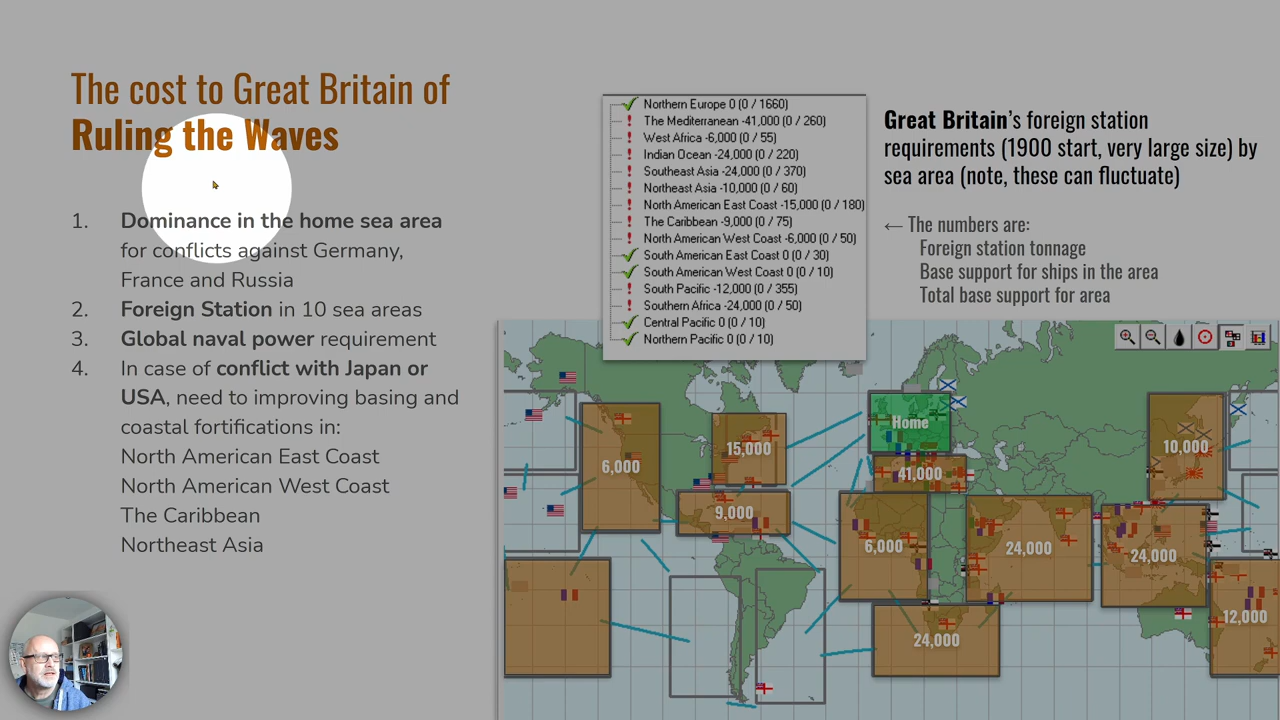 The cost to Great Britain of
Ruling the Waves
1. Dominance in the home sea area
for conflicts against Germany,
France and Russia
2. Foreign Station in 10 sea areas
3. Global naval power requirement
4. In case of conflict with Japan or
USA, need to improving basing and
coastal fortifications in:
North American East Coast
North American West Coast
The Caribbean
Northeast Asia
Northern Europe 0 (0 / 1660)
The Mediterranean -41,000 (0 / 260)
West Africa -6,000 (0 / 55)
Indian Ocean -24,000 (0 / 220)
Southeast Asia -24,000 (0 / 370)
Northeast Asia -10,000 (0 / 60)
North American East Coast -15,000 (0 / 180)
The Caribbean -9,000 (0 / 75)
North American West Coast -6,000 (0 / 50)
South American East Coast 0 (0 / 30)
South American West Coast 0 (0 / 10)
South Pacific -12,000 (0 / 355)
Southern Africa -24,000 (0 / 50)
Central Pacific 0 (0 / 10)
Northern Pacific 0 (0 / 10)
Great Britain's foreign station
requirements (1900 start, very large size) by
sea area (note, these can fluctuate)
← The numbers are:
Foreign station tonnage
Base support for ships in the area
Total base support for area
Home
6,000
15,000
41,000
10,000
9,000
6,000
24,000
24,000
24,000
12,000